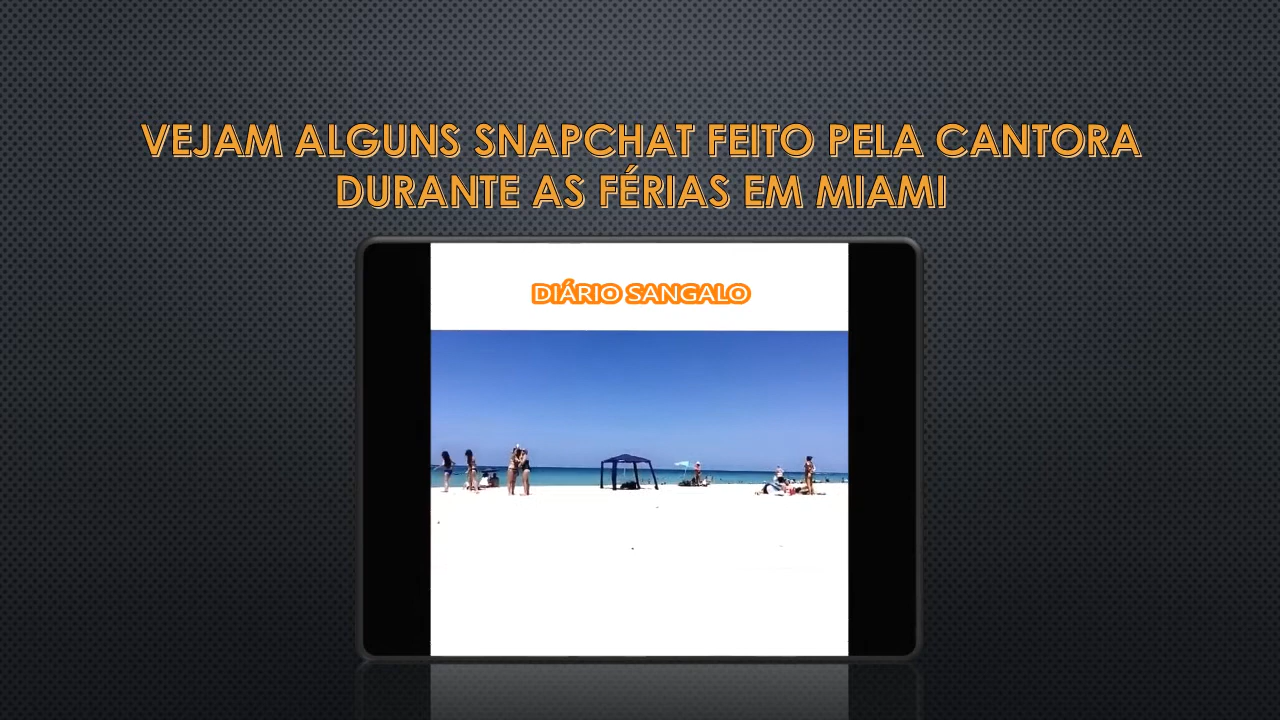 VEJAM ALGUNS SNAPCHAT FEITO PELA CANTORA
DURANTE AS FÉRIAS EM MIAMI
DIÁRIO SANGALO